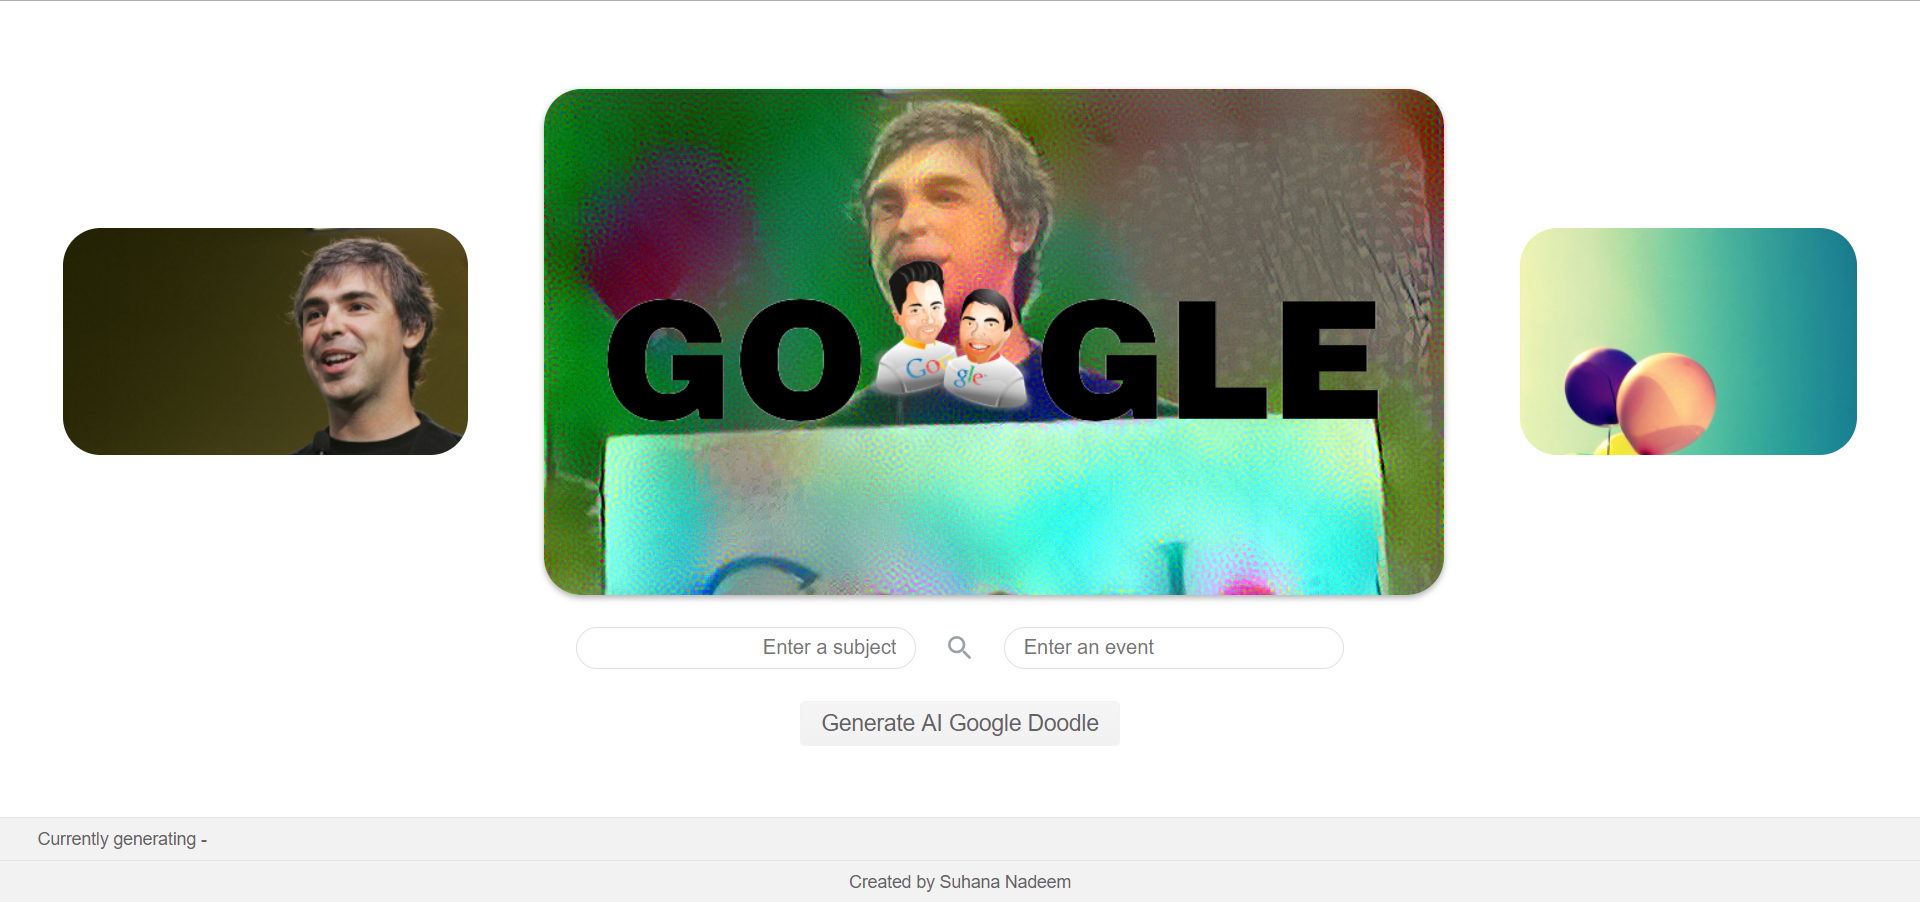 GO GLE
Go
gle
Enter a subject
Enter an event
Generate AI Google Doodle
Currently generating -
Created by Suhana Nadeem